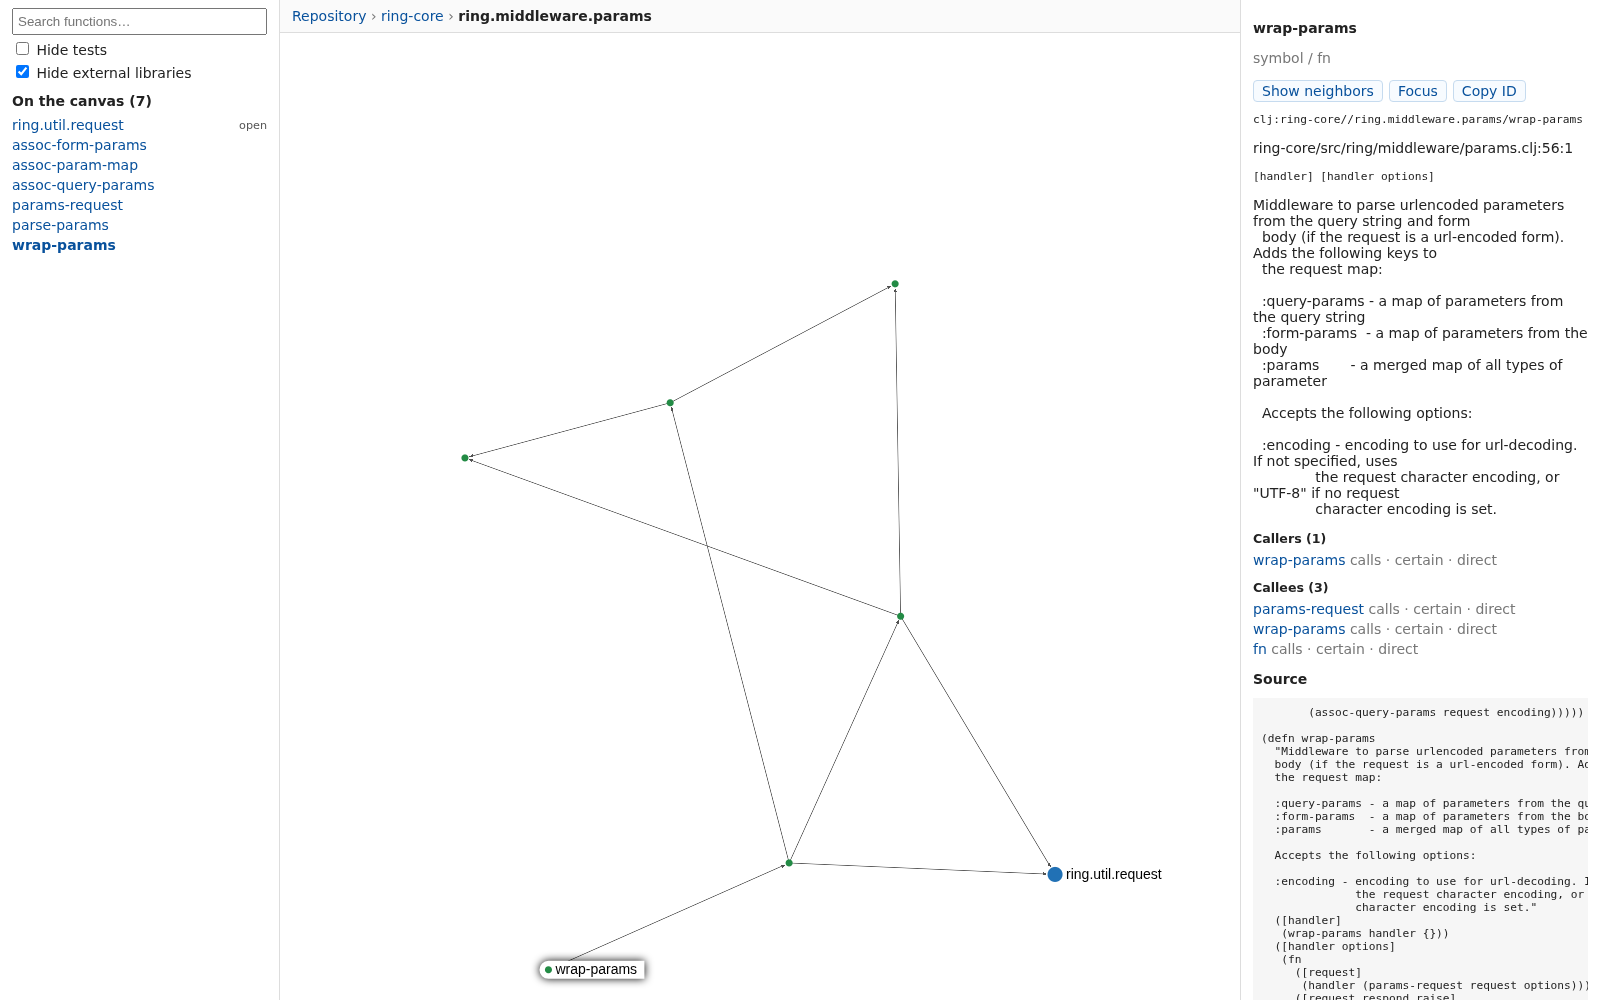 Search functions…
Hide tests
Hide external libraries
On the canvas (7)
ring.util.request open
assoc-form-params
assoc-param-map
assoc-query-params
params-request
parse-params
wrap-params
Repository › ring-core › ring.middleware.params
ring.util.request
wrap-params
wrap-params
symbol / fn
Show neighbors Focus Copy ID
clj:ring-core//ring.middleware.params/wrap-params
ring-core/src/ring/middleware/params.clj:56:1
[handler] [handler options]
Middleware to parse urlencoded parameters
from the query string and form
body (if the request is a url-encoded form).
Adds the following keys to
the request map:
:query-params - a map of parameters from
the query string
:form-params - a map of parameters from the
body
:params - a merged map of all types of
parameter
Accepts the following options:
:encoding - encoding to use for url-decoding.
If not specified, uses
the request character encoding, or
"UTF-8" if no request
character encoding is set.
Callers (1)
wrap-params calls · certain · direct
Callees (3)
params-request calls · certain · direct
wrap-params calls · certain · direct
fn calls · certain · direct
Source
(assoc-query-params request encoding)))))
(defn wrap-params
"Middleware to parse urlencoded parameters from
body (if the request is a url-encoded form).
the request map:
:query-params - a map of parameters from the
:form-params - a map of parameters from the
:params - a merged map of all types of
Accepts the following options:
:encoding - encoding to use for url-decoding.
the request character encoding, or
character encoding is set."
([handler]
(wrap-params handler {}))
([handler options]
(fn
([request]
(handler (params-request request options)))
([request respond raise]